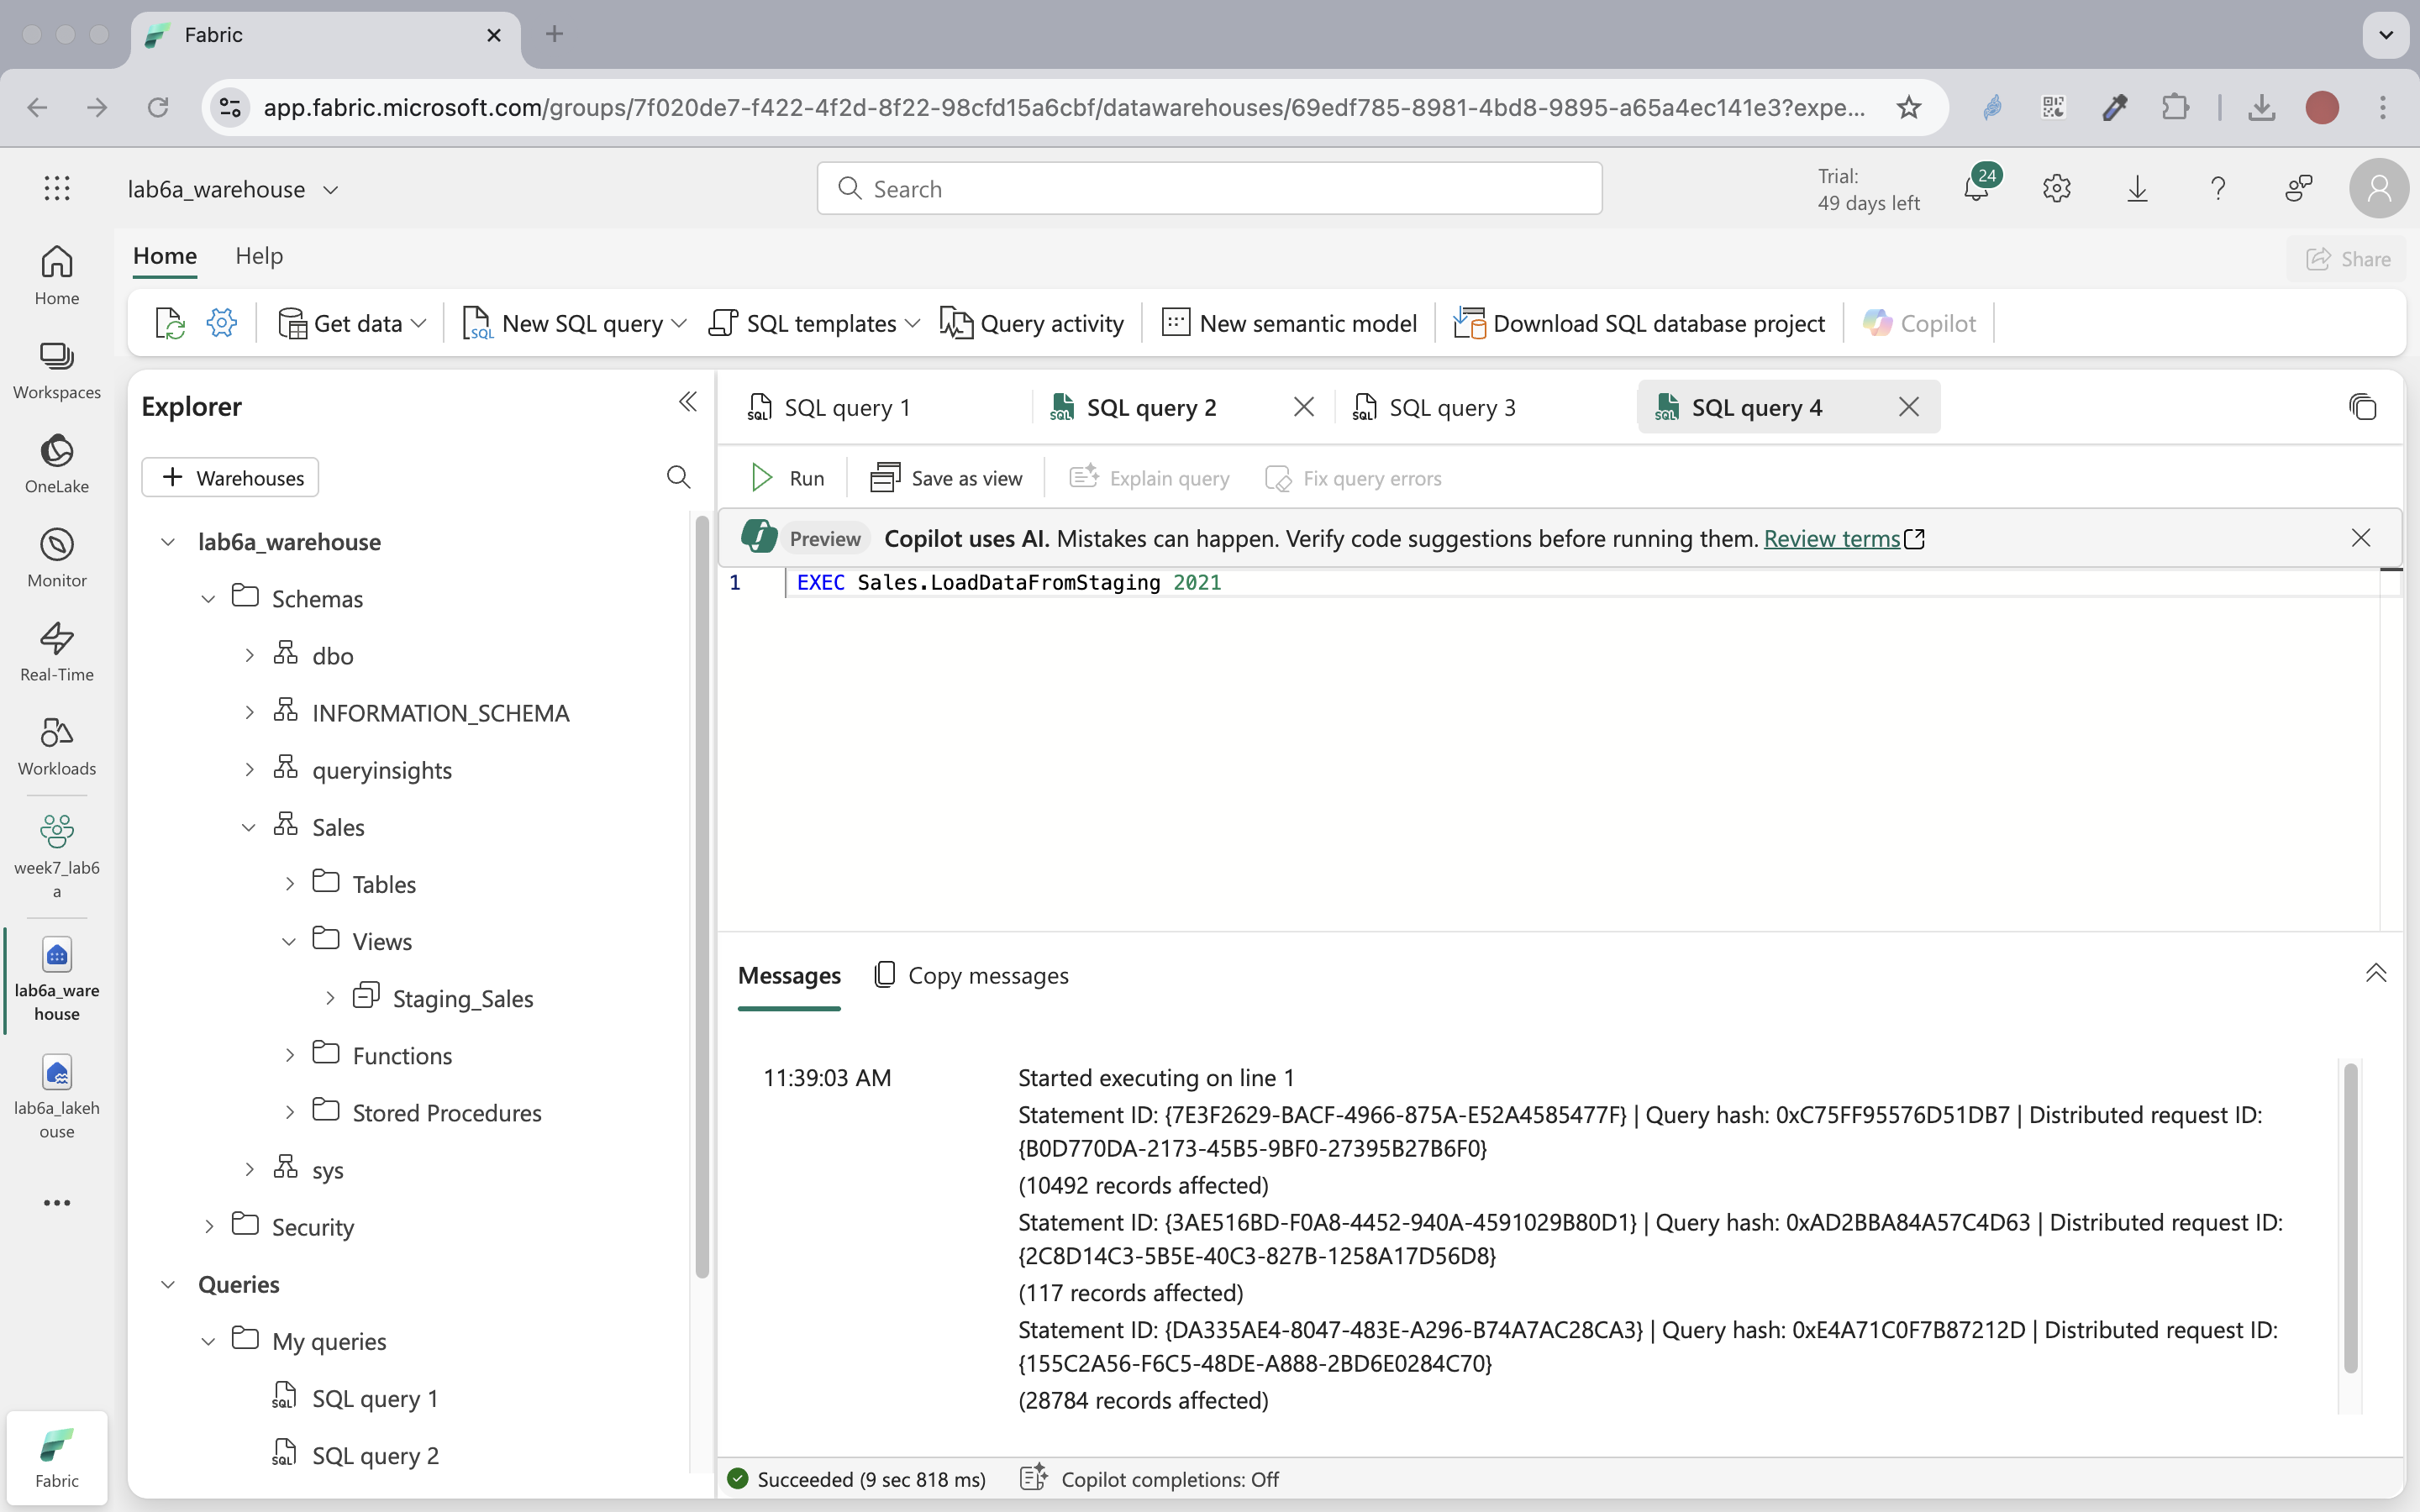 Fabric
app.fabric.microsoft.com/groups/7f020de7-f422-4f2d-8f22-98cfd15a6cbf/datawarehouses/69edf785-8981-4bd8-9895-a65a4ec141e3?expe...
lab6a_warehouse
Search
Trial:
49 days left
24
Home
Help
Share
Get data
New SQL query
SQL templates
Query activity
New semantic model
Download SQL database project
Copilot
Home
Workspaces
OneLake
Monitor
Real-Time
Workloads
week7_lab6
a
lab6a_ware
house
lab6a_lakeh
ouse
Fabric
Explorer
Warehouses
lab6a_warehouse
Schemas
dbo
INFORMATION_SCHEMA
queryinsights
Sales
Tables
Views
Staging_Sales
Functions
Stored Procedures
sys
Security
Queries
My queries
SQL query 1
SQL query 2
SQL query 1
SQL query 2
SQL query 3
SQL query 4
Run
Save as view
Explain query
Fix query errors
Preview
Copilot uses AI. Mistakes can happen. Verify code suggestions before running them. Review terms
1 EXEC Sales.LoadDataFromStaging 2021
Messages
Copy messages
11:39:03 AM
Started executing on line 1
Statement ID: {7E3F2629-BACF-4966-875A-E52A4585477F} | Query hash: 0xC75FF95576D51DB7 | Distributed request ID:
{B0D770DA-2173-45B5-9BF0-27395B27B6F0}
(10492 records affected)
Statement ID: {3AE516BD-F0A8-4452-940A-4591029B80D1} | Query hash: 0xAD2BBA84A57C4D63 | Distributed request ID:
{2C8D14C3-5B5E-40C3-827B-1258A17D56D8}
(117 records affected)
Statement ID: {DA335AE4-8047-483E-A296-B74A7AC28CA3} | Query hash: 0xE4A71C0F7B87212D | Distributed request ID:
{155C2A56-F6C5-48DE-A888-2BD6E0284C70}
(28784 records affected)
Succeeded (9 sec 818 ms)
Copilot completions: Off